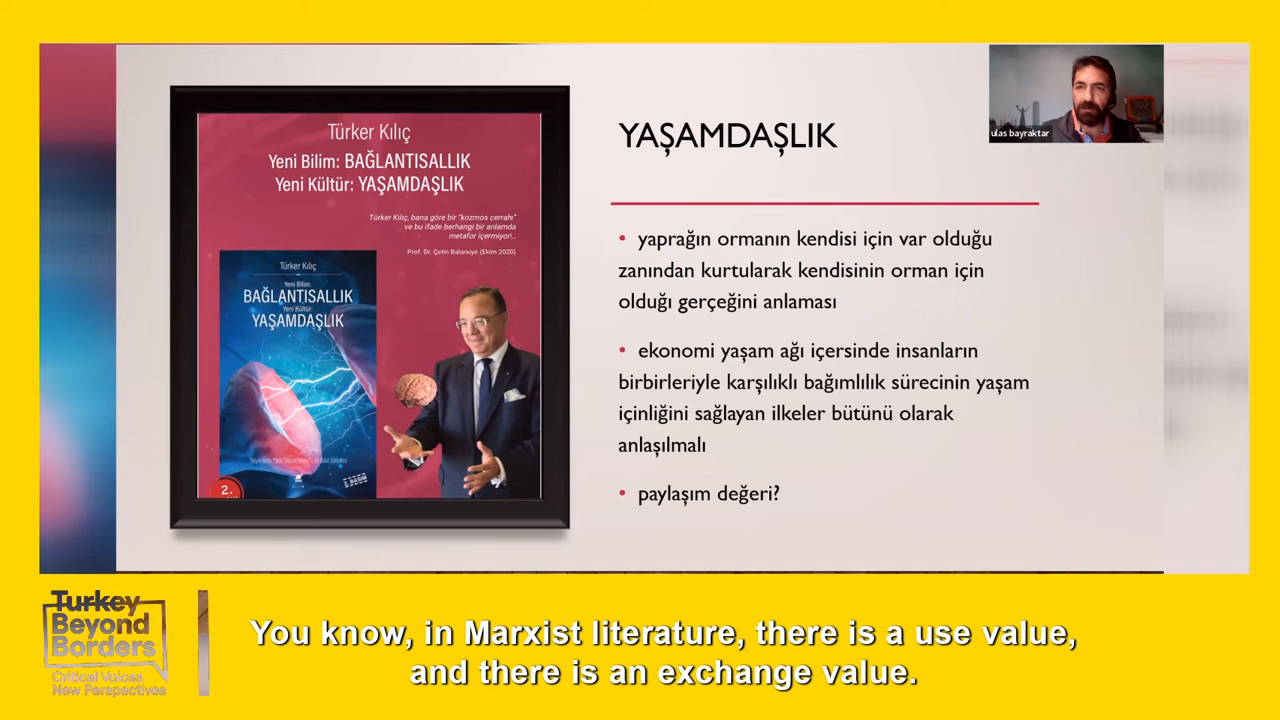 Türker Kılıç
Yeni Bilim: BAĞLANTISALLIK
Yeni Kültür: YAŞAMDAŞLIK
Türker Kılıç, bana göre bir "kozmos cerrahı"
ve bu ifade herhangi bir anlamda
metafor içermiyor!..
Prof. Dr. Çetin Balanuye (Ekim 2020)
Türker Kılıç
Yeni Bilim:
BAĞLANTISALLIK
Yeni Kültür:
YAŞAMDAŞLIK
2. BASIM
2.
YAŞAMDAŞLIK
ulas bayraktar
• yaprağın ormanın kendisi için var olduğu
zanından kurtularak kendisinin orman için
olduğı gerçeğini anlaması
• ekonomi yaşam ağı içersinde insanların
birbirleriyle karşılıklı bağımlılık sürecinin yaşam
içinliğini sağlayan ilkeler bütünü olarak
anlaşılmalı
• paylaşım değeri?
Turkey
Beyond
Borders
Critical Voices
New Perspectives
You know, in Marxist literature, there is a use value,
and there is an exchange value.